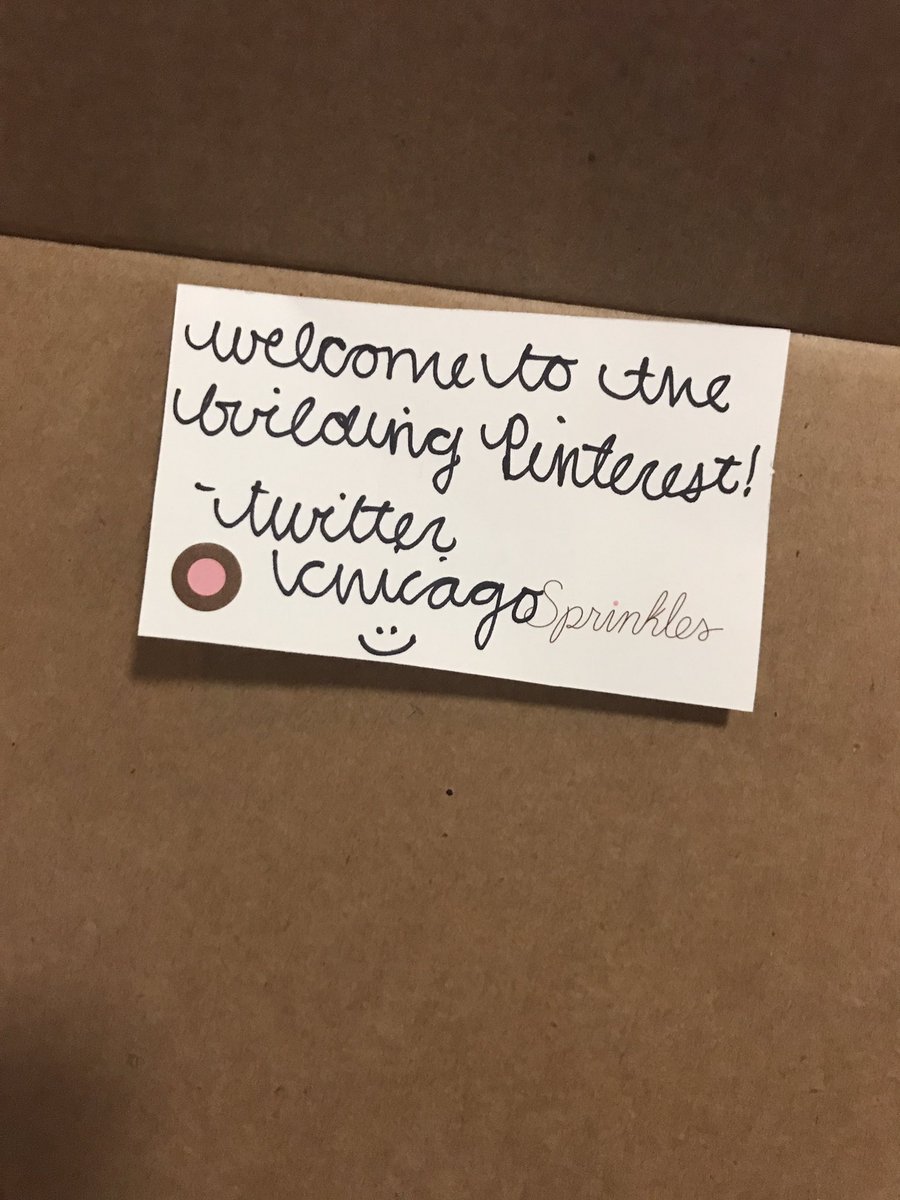 welcome to the
building Pinterest!
-twitter
chicago
Sprinkles